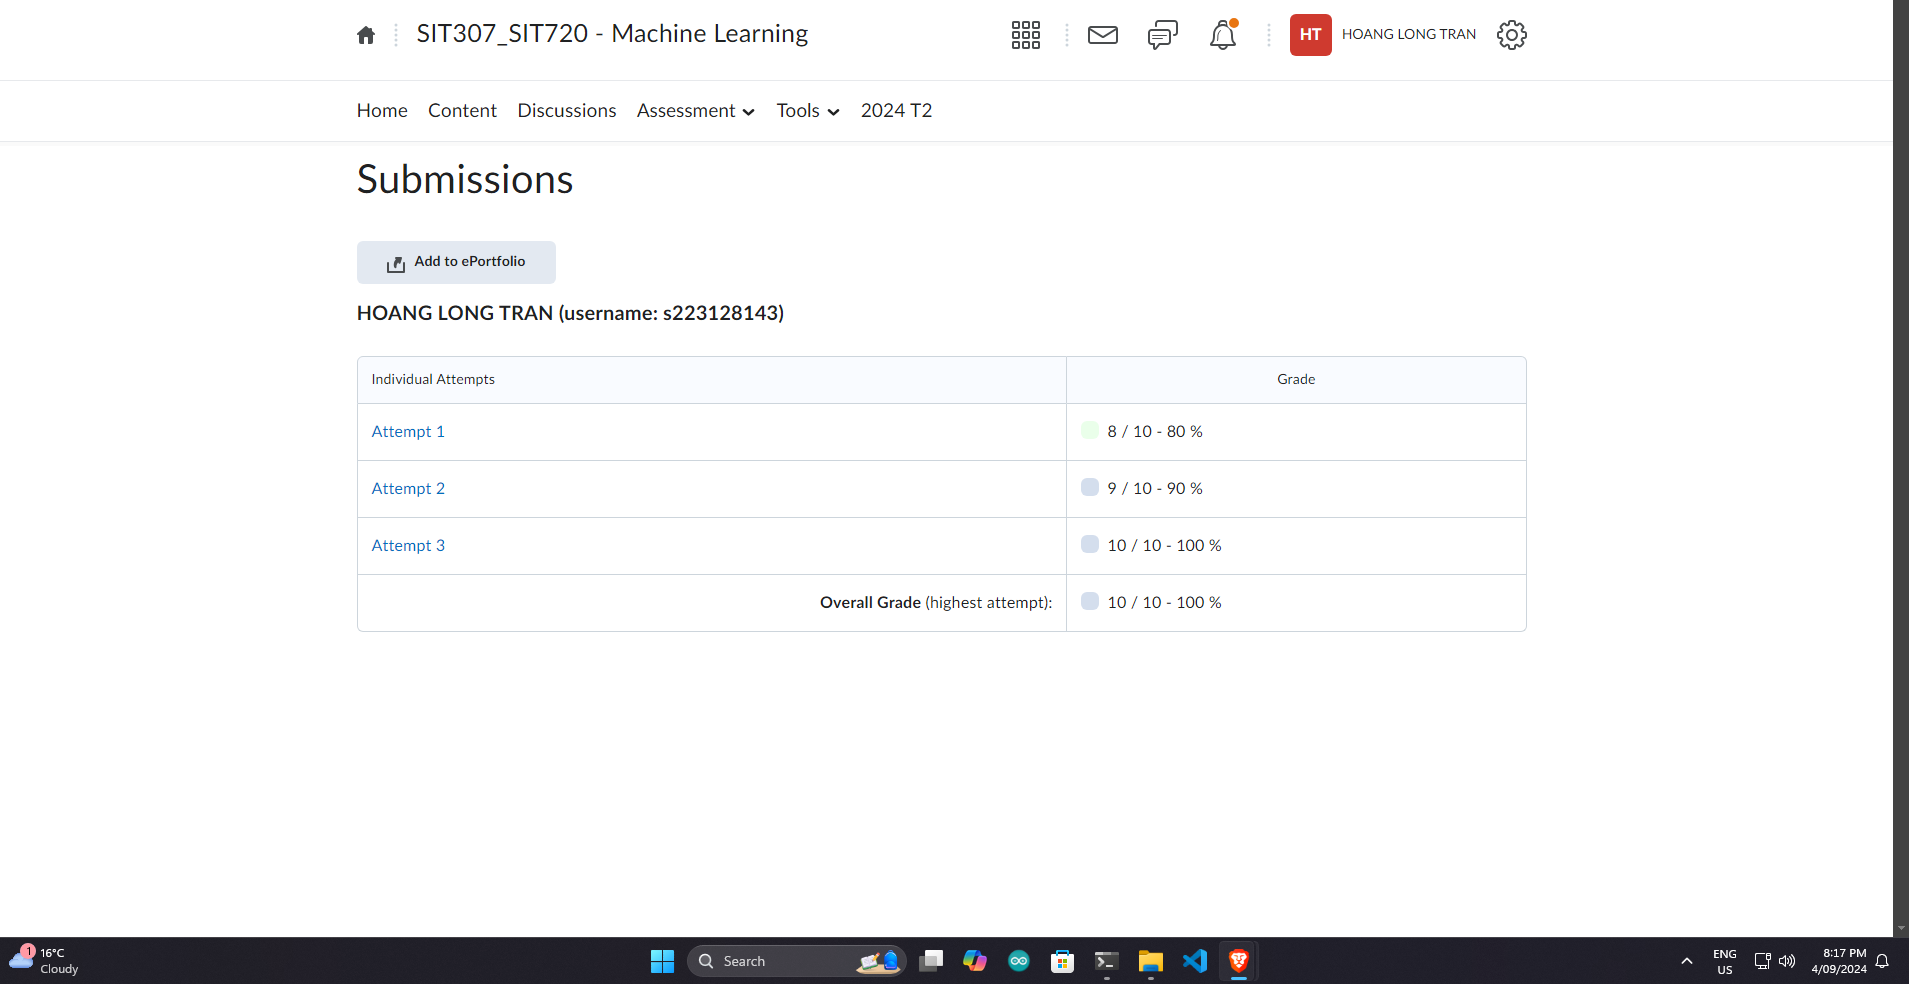 SIT307_SIT720 - Machine Learning
HT
HOANG LONG TRAN
Home
Content
Discussions
Assessment
Tools
2024 T2
Submissions
Add to ePortfolio
HOANG LONG TRAN (username: s223128143)
Individual Attempts
Grade
Attempt 1
8 / 10 - 80 %
Attempt 2
9 / 10 - 90 %
Attempt 3
10 / 10 - 100 %
Overall Grade (highest attempt):
10 / 10 - 100 %
1
16°C
Cloudy
Search
ENG
US
8:17 PM
4/09/2024